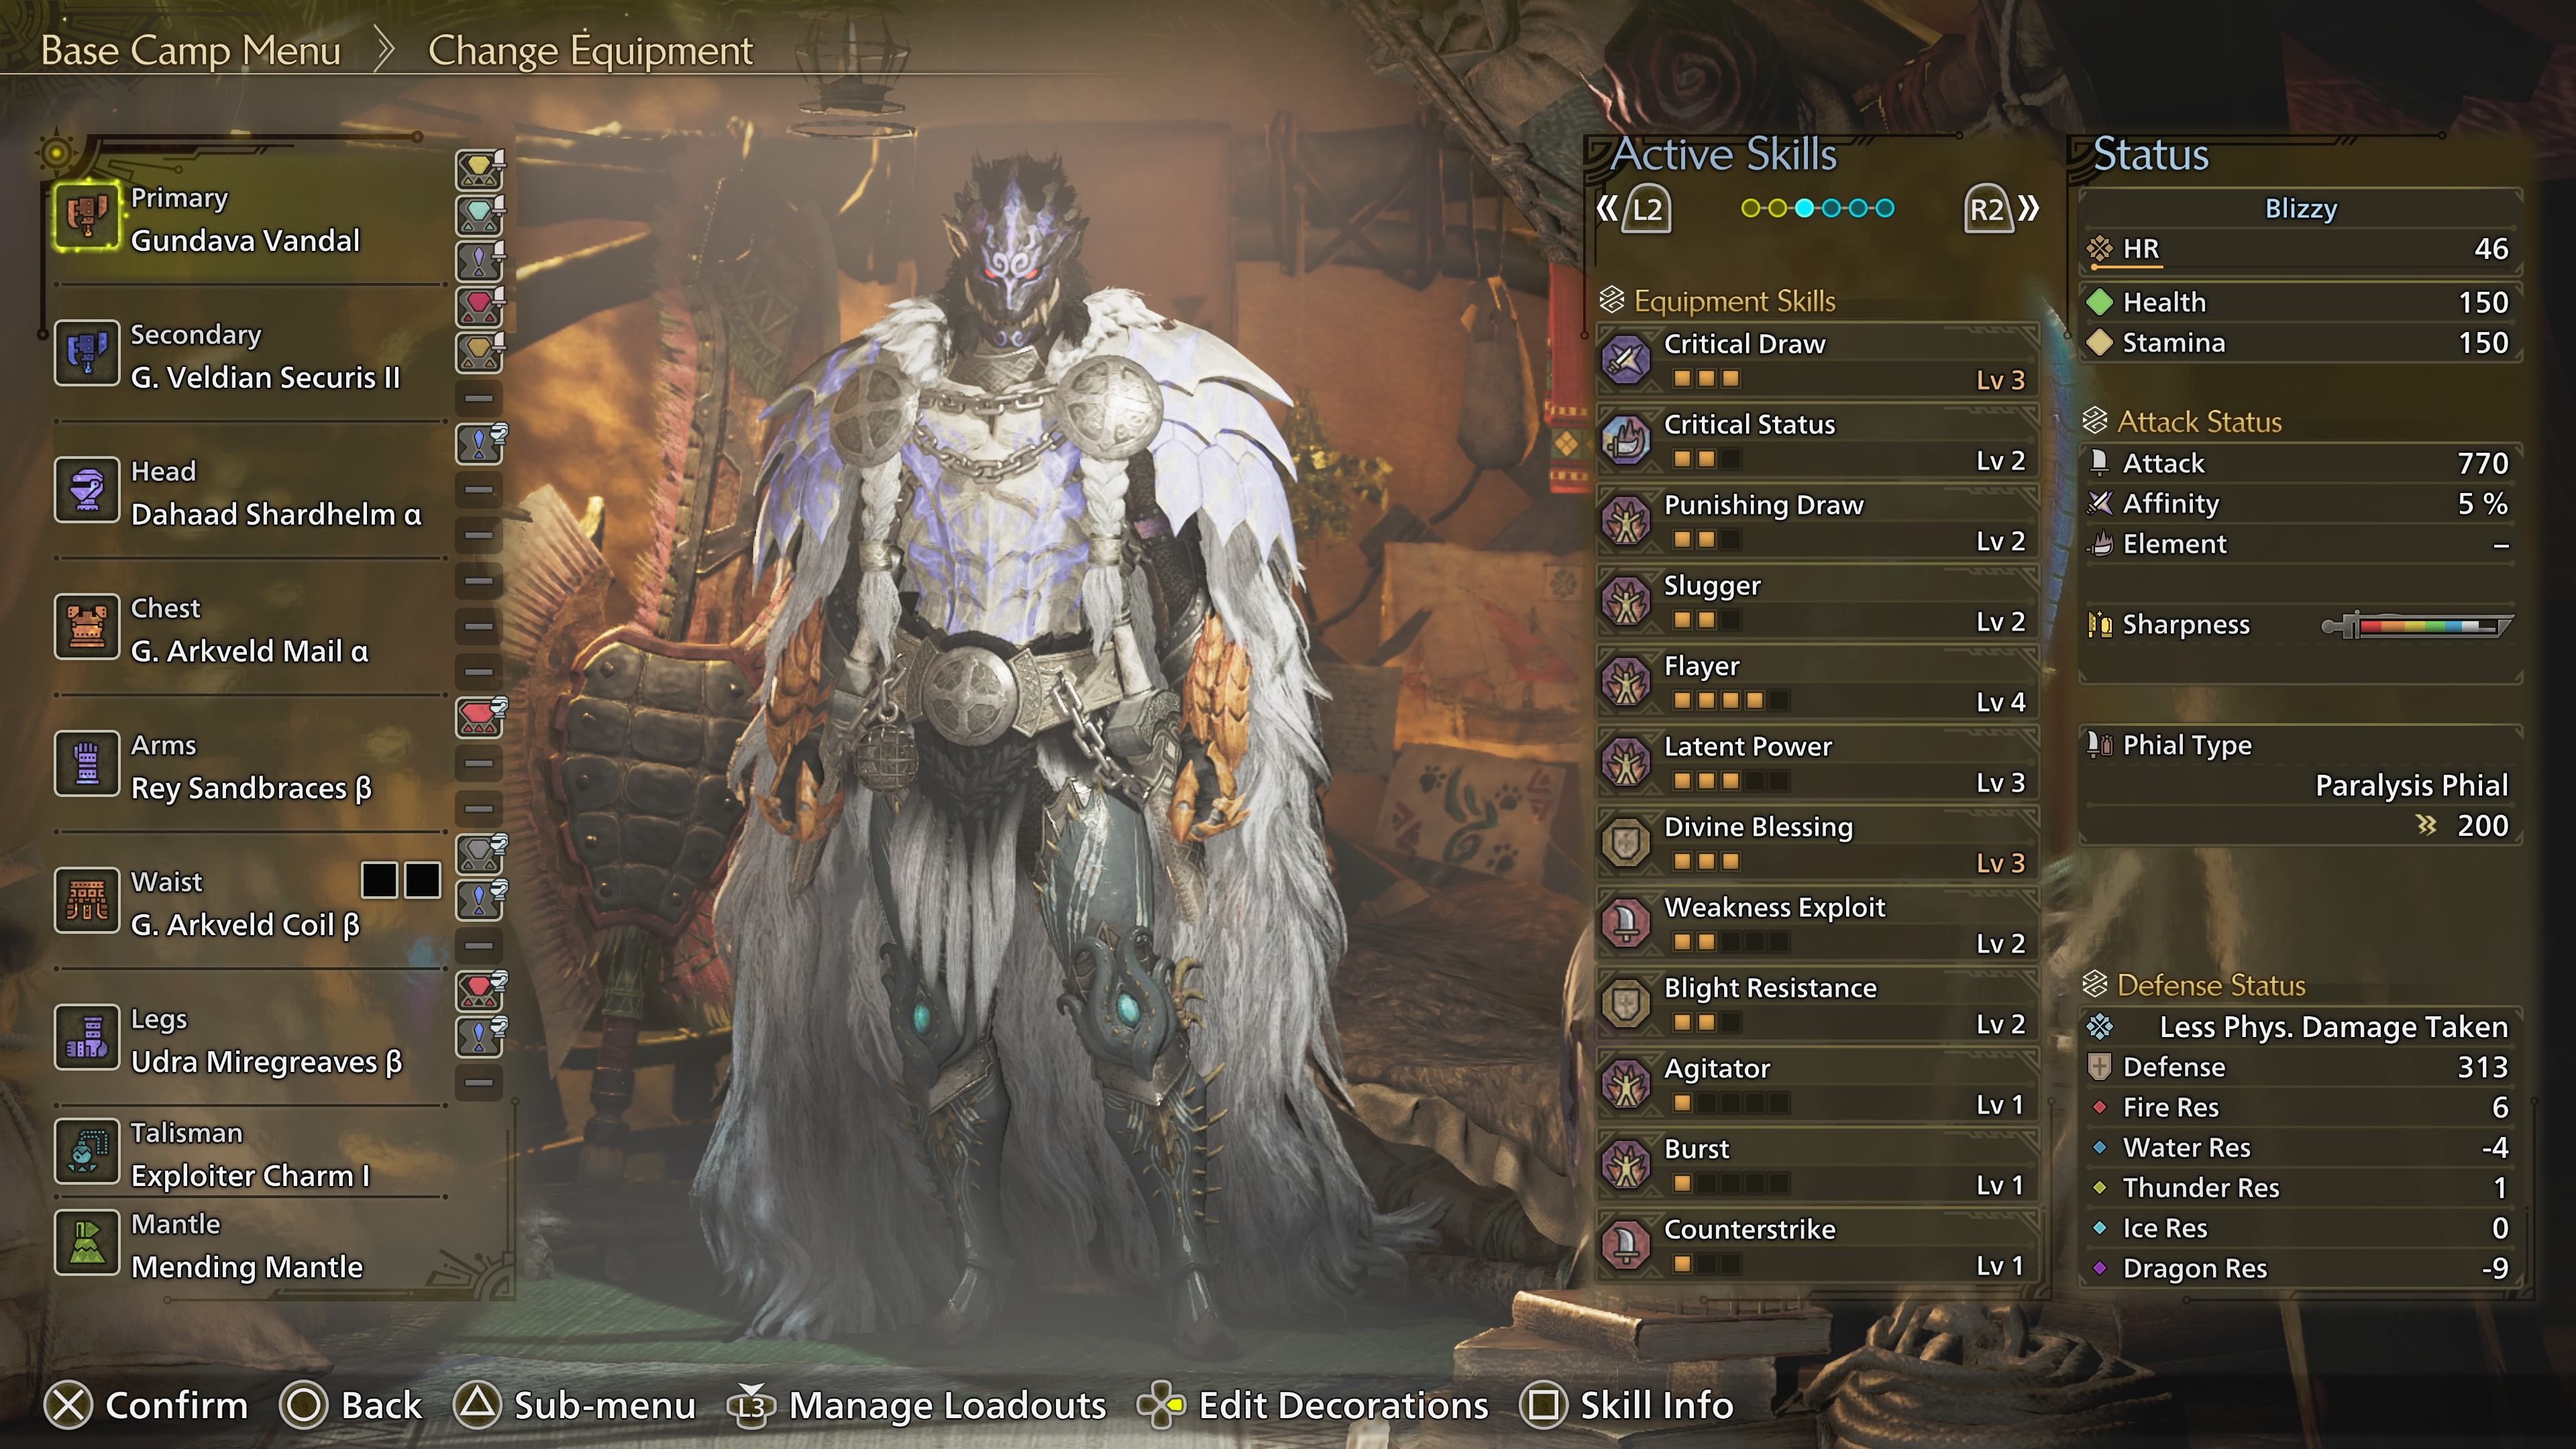 Base Camp Menu
Change Equipment
Primary
Gundava Vandal
Secondary
G. Veldian Securis II
Head
Dahaad Shardhelm α
Chest
G. Arkveld Mail α
Arms
Rey Sandbraces β
Waist
G. Arkveld Coil β
Legs
Udra Miregreaves β
Talisman
Exploiter Charm I
Mantle
Mending Mantle
Active Skills
L2
R2
Equipment Skills
Critical Draw
Lv 3
Critical Status
Lv 2
Punishing Draw
Lv 2
Slugger
Lv 2
Flayer
Lv 4
Latent Power
Lv 3
Divine Blessing
Lv 3
Weakness Exploit
Lv 2
Blight Resistance
Lv 2
Agitator
Lv 1
Burst
Lv 1
Counterstrike
Lv 1
Status
Blizzy
HR 46
Health 150
Stamina 150
Attack Status
Attack 770
Affinity 5 %
Element –
Sharpness
Phial Type
Paralysis Phial
200
Defense Status
Less Phys. Damage Taken
Defense 313
Fire Res 6
Water Res -4
Thunder Res 1
Ice Res 0
Dragon Res -9
Confirm Back Sub-menu L3 Manage Loadouts Edit Decorations Skill Info